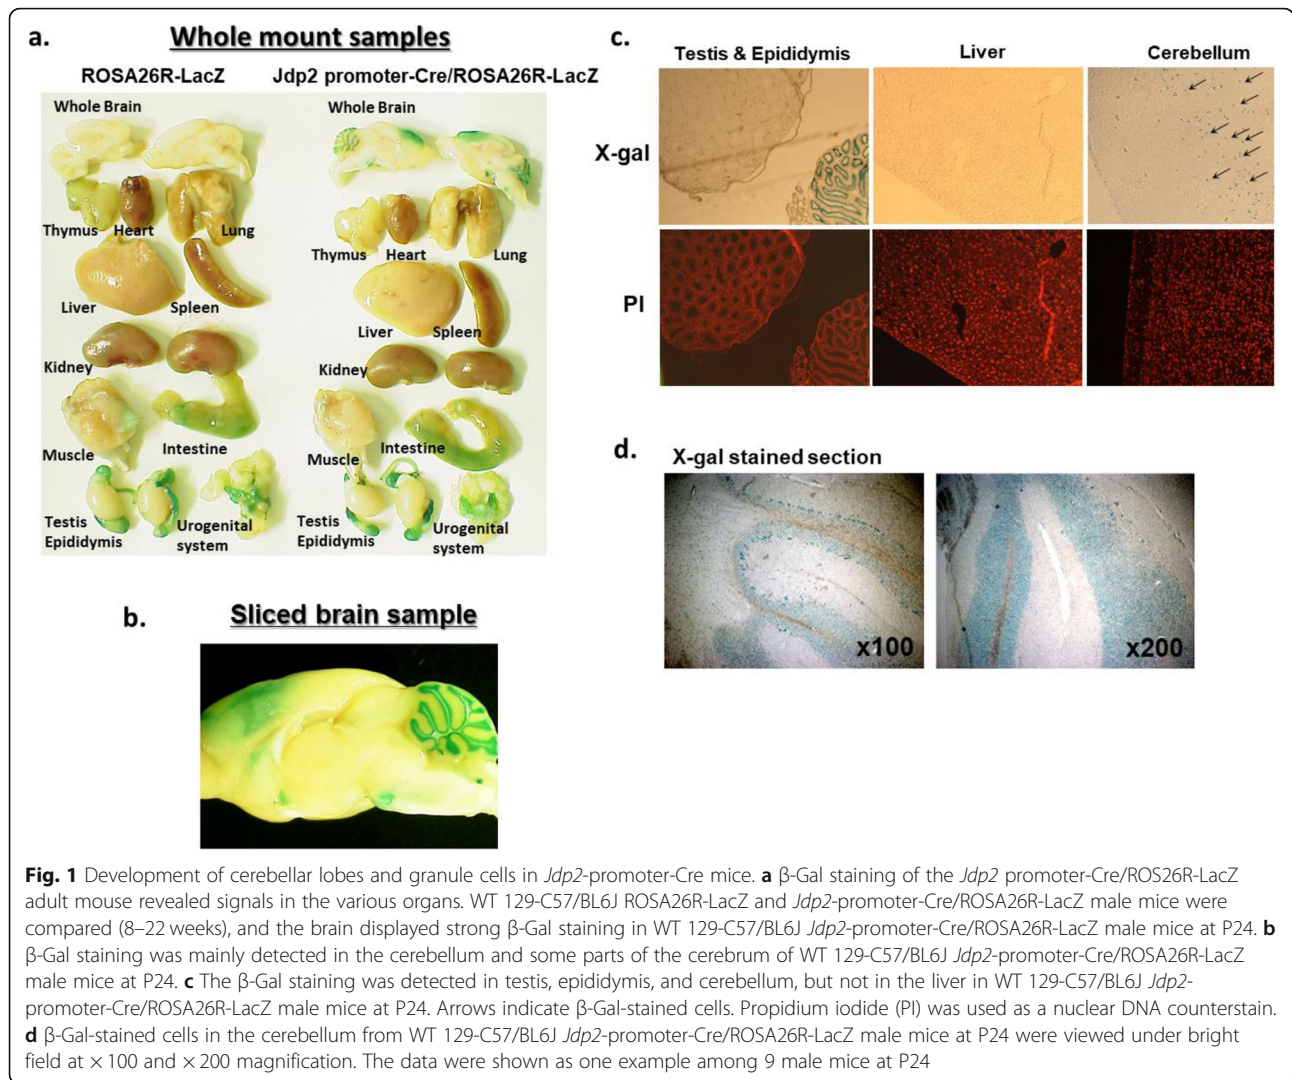 a.
Whole mount samples
ROSA26R-LacZ
Jdp2 promoter-Cre/ROSA26R-LacZ
Whole Brain
Whole Brain
Thymus
Heart
Lung
Thymus
Heart
Lung
Liver
Spleen
Liver
Spleen
Kidney
Kidney
Muscle
Intestine
Muscle
Intestine
Testis
Epididymis
Urogenital
system
Testis
Epididymis
Urogenital
system
b.
Sliced brain sample
c.
Testis & Epididymis
Liver
Cerebellum
X-gal
PI
d.
X-gal stained section
x100
x200
Fig. 1 Development of cerebellar lobes and granule cells in Jdp2-promoter-Cre mice. a β-Gal staining of the Jdp2 promoter-Cre/ROS26R-LacZ
adult mouse revealed signals in the various organs. WT 129-C57/BL6J ROSA26R-LacZ and Jdp2-promoter-Cre/ROSA26R-LacZ male mice were
compared (8–22 weeks), and the brain displayed strong β-Gal staining in WT 129-C57/BL6J Jdp2-promoter-Cre/ROSA26R-LacZ male mice at P24. b
β-Gal staining was mainly detected in the cerebellum and some parts of the cerebrum of WT 129-C57/BL6J Jdp2-promoter-Cre/ROSA26R-LacZ
male mice at P24. c The β-Gal staining was detected in testis, epididymis, and cerebellum, but not in the liver in WT 129-C57/BL6J Jdp2-
promoter-Cre/ROSA26R-LacZ male mice at P24. Arrows indicate β-Gal-stained cells. Propidium iodide (PI) was used as a nuclear DNA counterstain.
d β-Gal-stained cells in the cerebellum from WT 129-C57/BL6J Jdp2-promoter-Cre/ROSA26R-LacZ male mice at P24 were viewed under bright
field at × 100 and × 200 magnification. The data were shown as one example among 9 male mice at P24